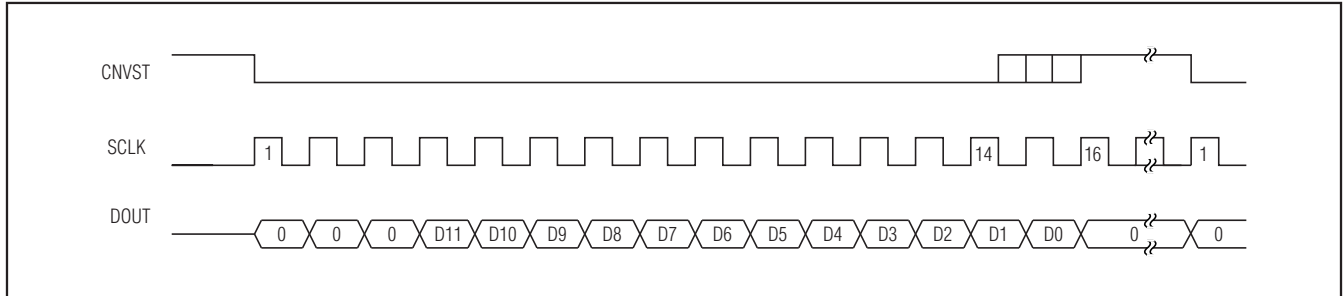 CNVST
SCLK 1 14 16 1
DOUT 0 0 0 D11 D10 D9 D8 D7 D6 D5 D4 D3 D2 D1 D0 0 0